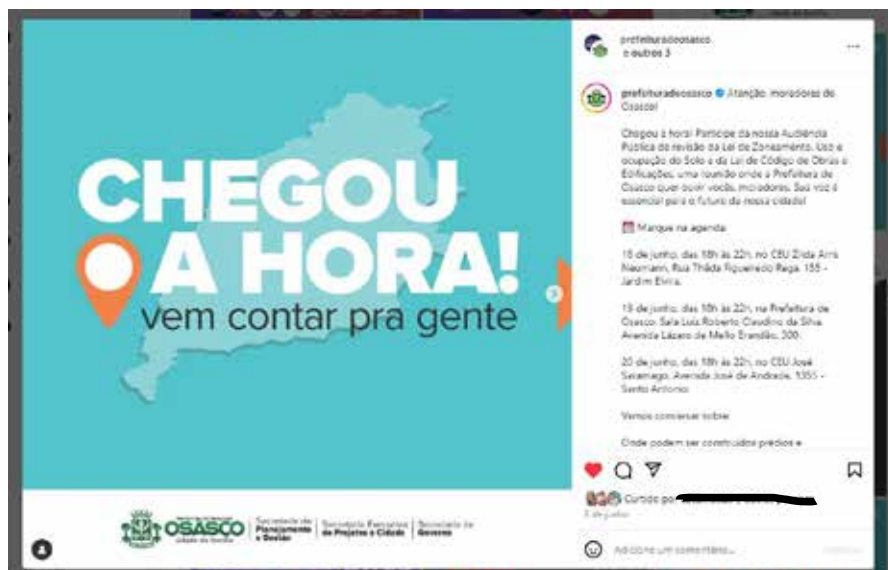 CHEGOU
A HORA!
vem contar pra gente
OSASCO
Secretaria de
Planejamento
e Gestão
Secretaria Executiva
de Projetos e Cidade
Secretaria de
Governo
prefeituradeosasco
e outros 3
prefeituradeosasco Atenção, moradores de
Osasco!
Chegou a hora! Participe da nossa Audiência
Pública de revisão da Lei de Zoneamento, Uso e
ocupação do Solo e da Lei de Código de Obras e
Edificações, uma reunião onde a Prefeitura de
Osasco quer ouvir vocês, moradores. Sua voz é
essencial para o futuro da nossa cidade!
Marque na agenda:
18 de junho, das 18h às 22h, no CEU Zilda Arns
Neumann, Rua Figueiredo 155 -
Jardim Elvira.
19 de junho, das 18h às 22h, na Prefeitura de
Osasco, Sala Luiz Roberto Claudino da Silva,
Avenida Lázaro de Mello Brandão, 300.
20 de junho, das 18h às 22h, no CEU José
Saramago, Avenida José de Andrade, 1355 -
Santo Antonio
Vamos conversar sobre:
Onde podem ser construídos prédios e
Curtido por
5 de junho
Adicione um comentário...